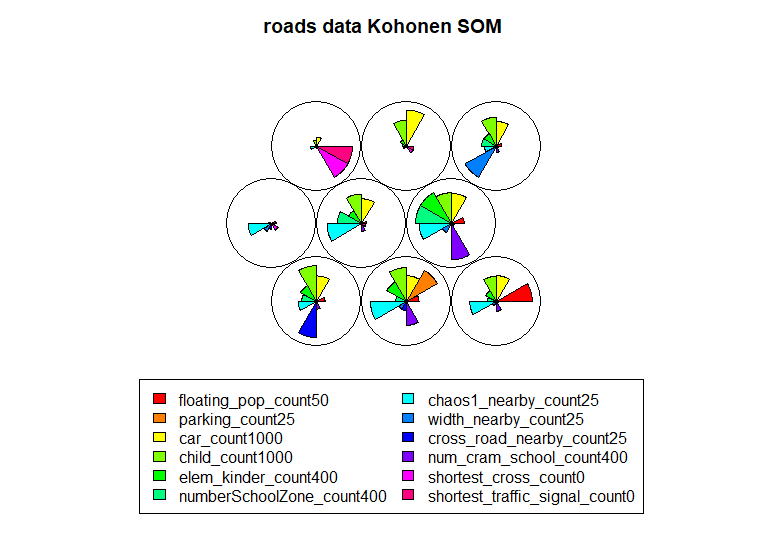 roads data Kohonen SOM
floating_pop_count50
parking_count25
car_count1000
child_count1000
elem_kinder_count400
numberSchoolZone_count400
chaos1_nearby_count25
width_nearby_count25
cross_road_nearby_count25
num_cram_school_count400
shortest_cross_count0
shortest_traffic_signal_count0